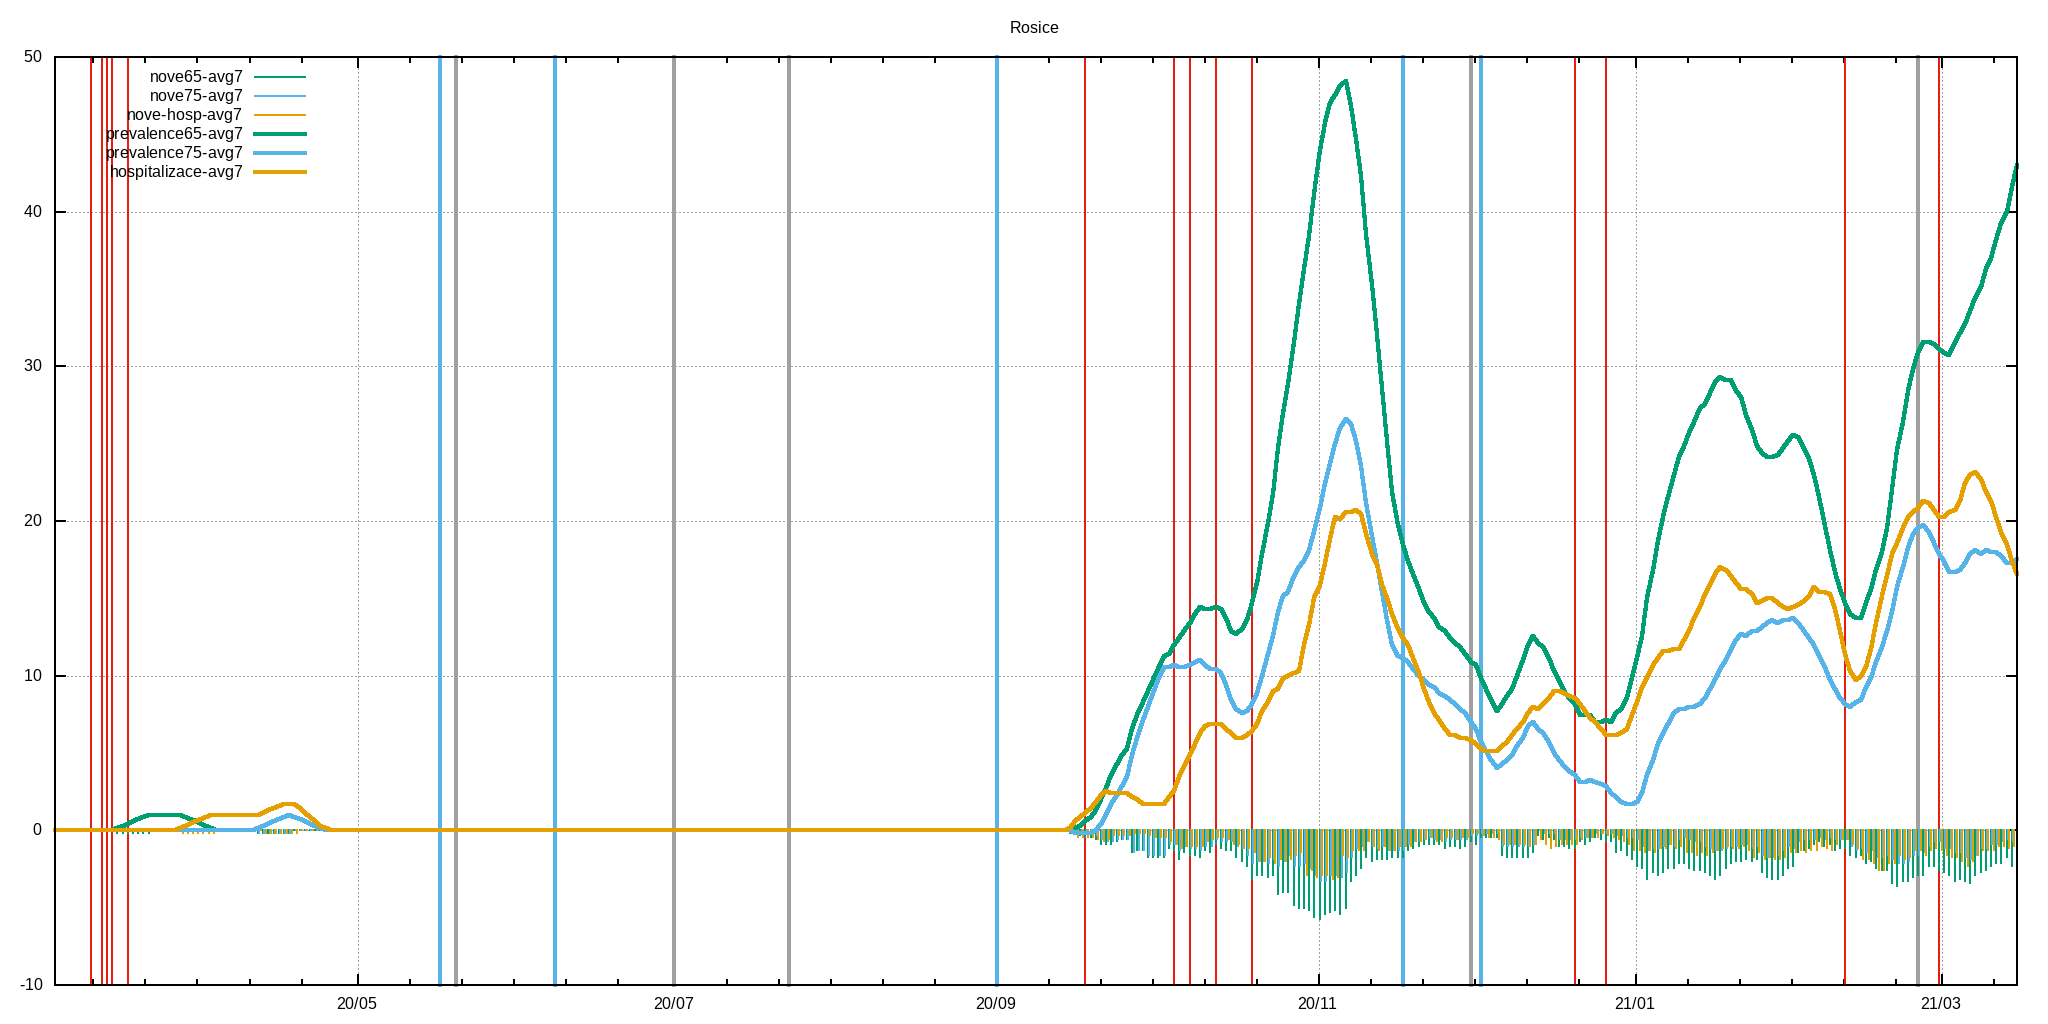 Rosice
50
nove65-avg7
nove75-avg7
nove-hosp-avg7
prevalence65-avg7
prevalence75-avg7
hospitalizace-avg7
40
30
20
10
0
-10
20/05 20/07 20/09 20/11 21/01 21/03